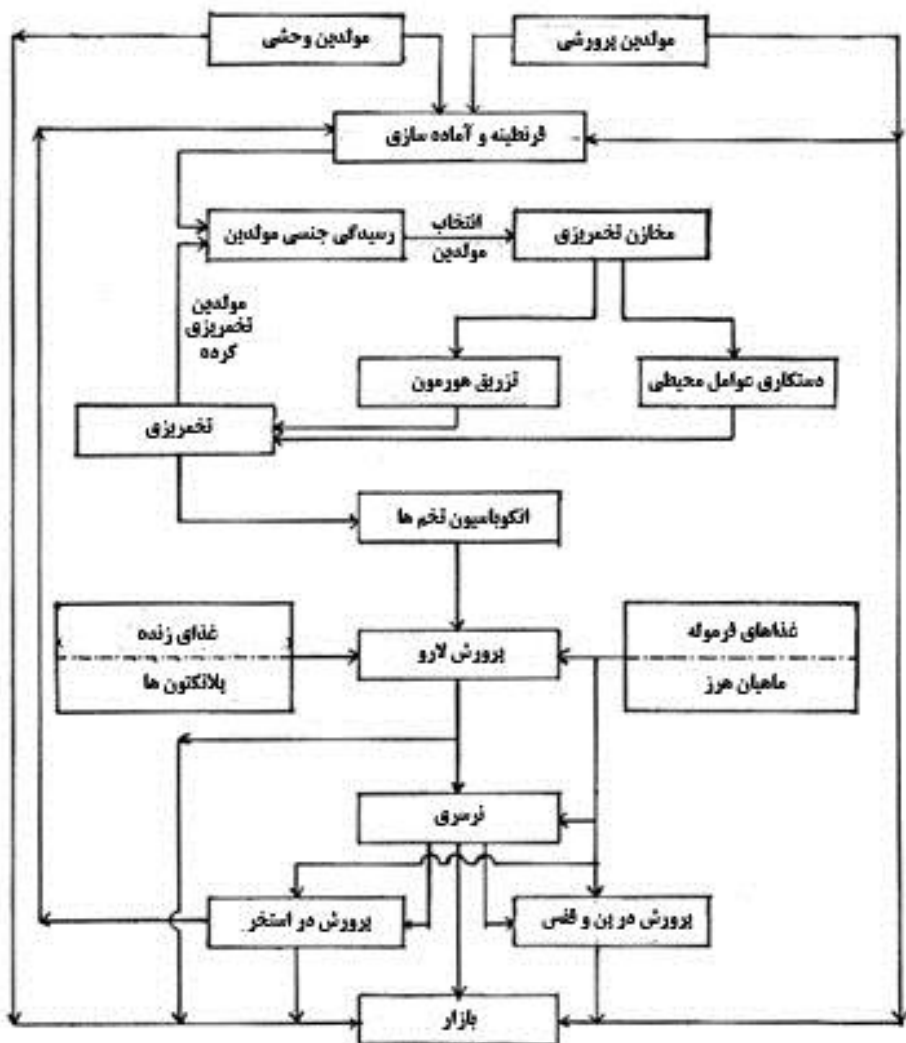 مولدین پرورشی
مولدین وحشی
قرنطینه و آماده سازی
رسیدگی جنسی مولدین
انتخاب
مولدین
مخازن تخمریزی
مولدین
تخمریزی
کرده
تزریق هورمون
دستکاری عوامل محیطی
تخمریزی
انکوباسیون تخم ها
غذاهای فرموله
ماهیان هرز
پرورش لارو
غذای زنده
پلانکتون ها
نرسری
پرورش در پن و قفس
پرورش در استخر
بازار